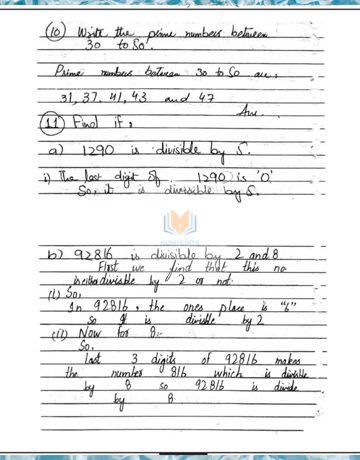 (10) Write the prime numbers between
30 to 50.
Prime numbers between 30 to 50 are:
31, 37. 41, 43 and 47
Ans.
(11) Find if,
a) 1290 is divisible by 5.
i) The last digit of 1290 is '0'
So, it is divisible by 5.
b) 92816 is divisible by 2 and 8
First we find that this no
is either divisible by 2 or not.
(i) So,
In 92816, the ones place is "6"
so it is divisible by 2
(ii) Now for 8:-
So,
last 3 digits of 92816 makes
the number 816 which is divisible
by 8 so 92816 is divide
by 8